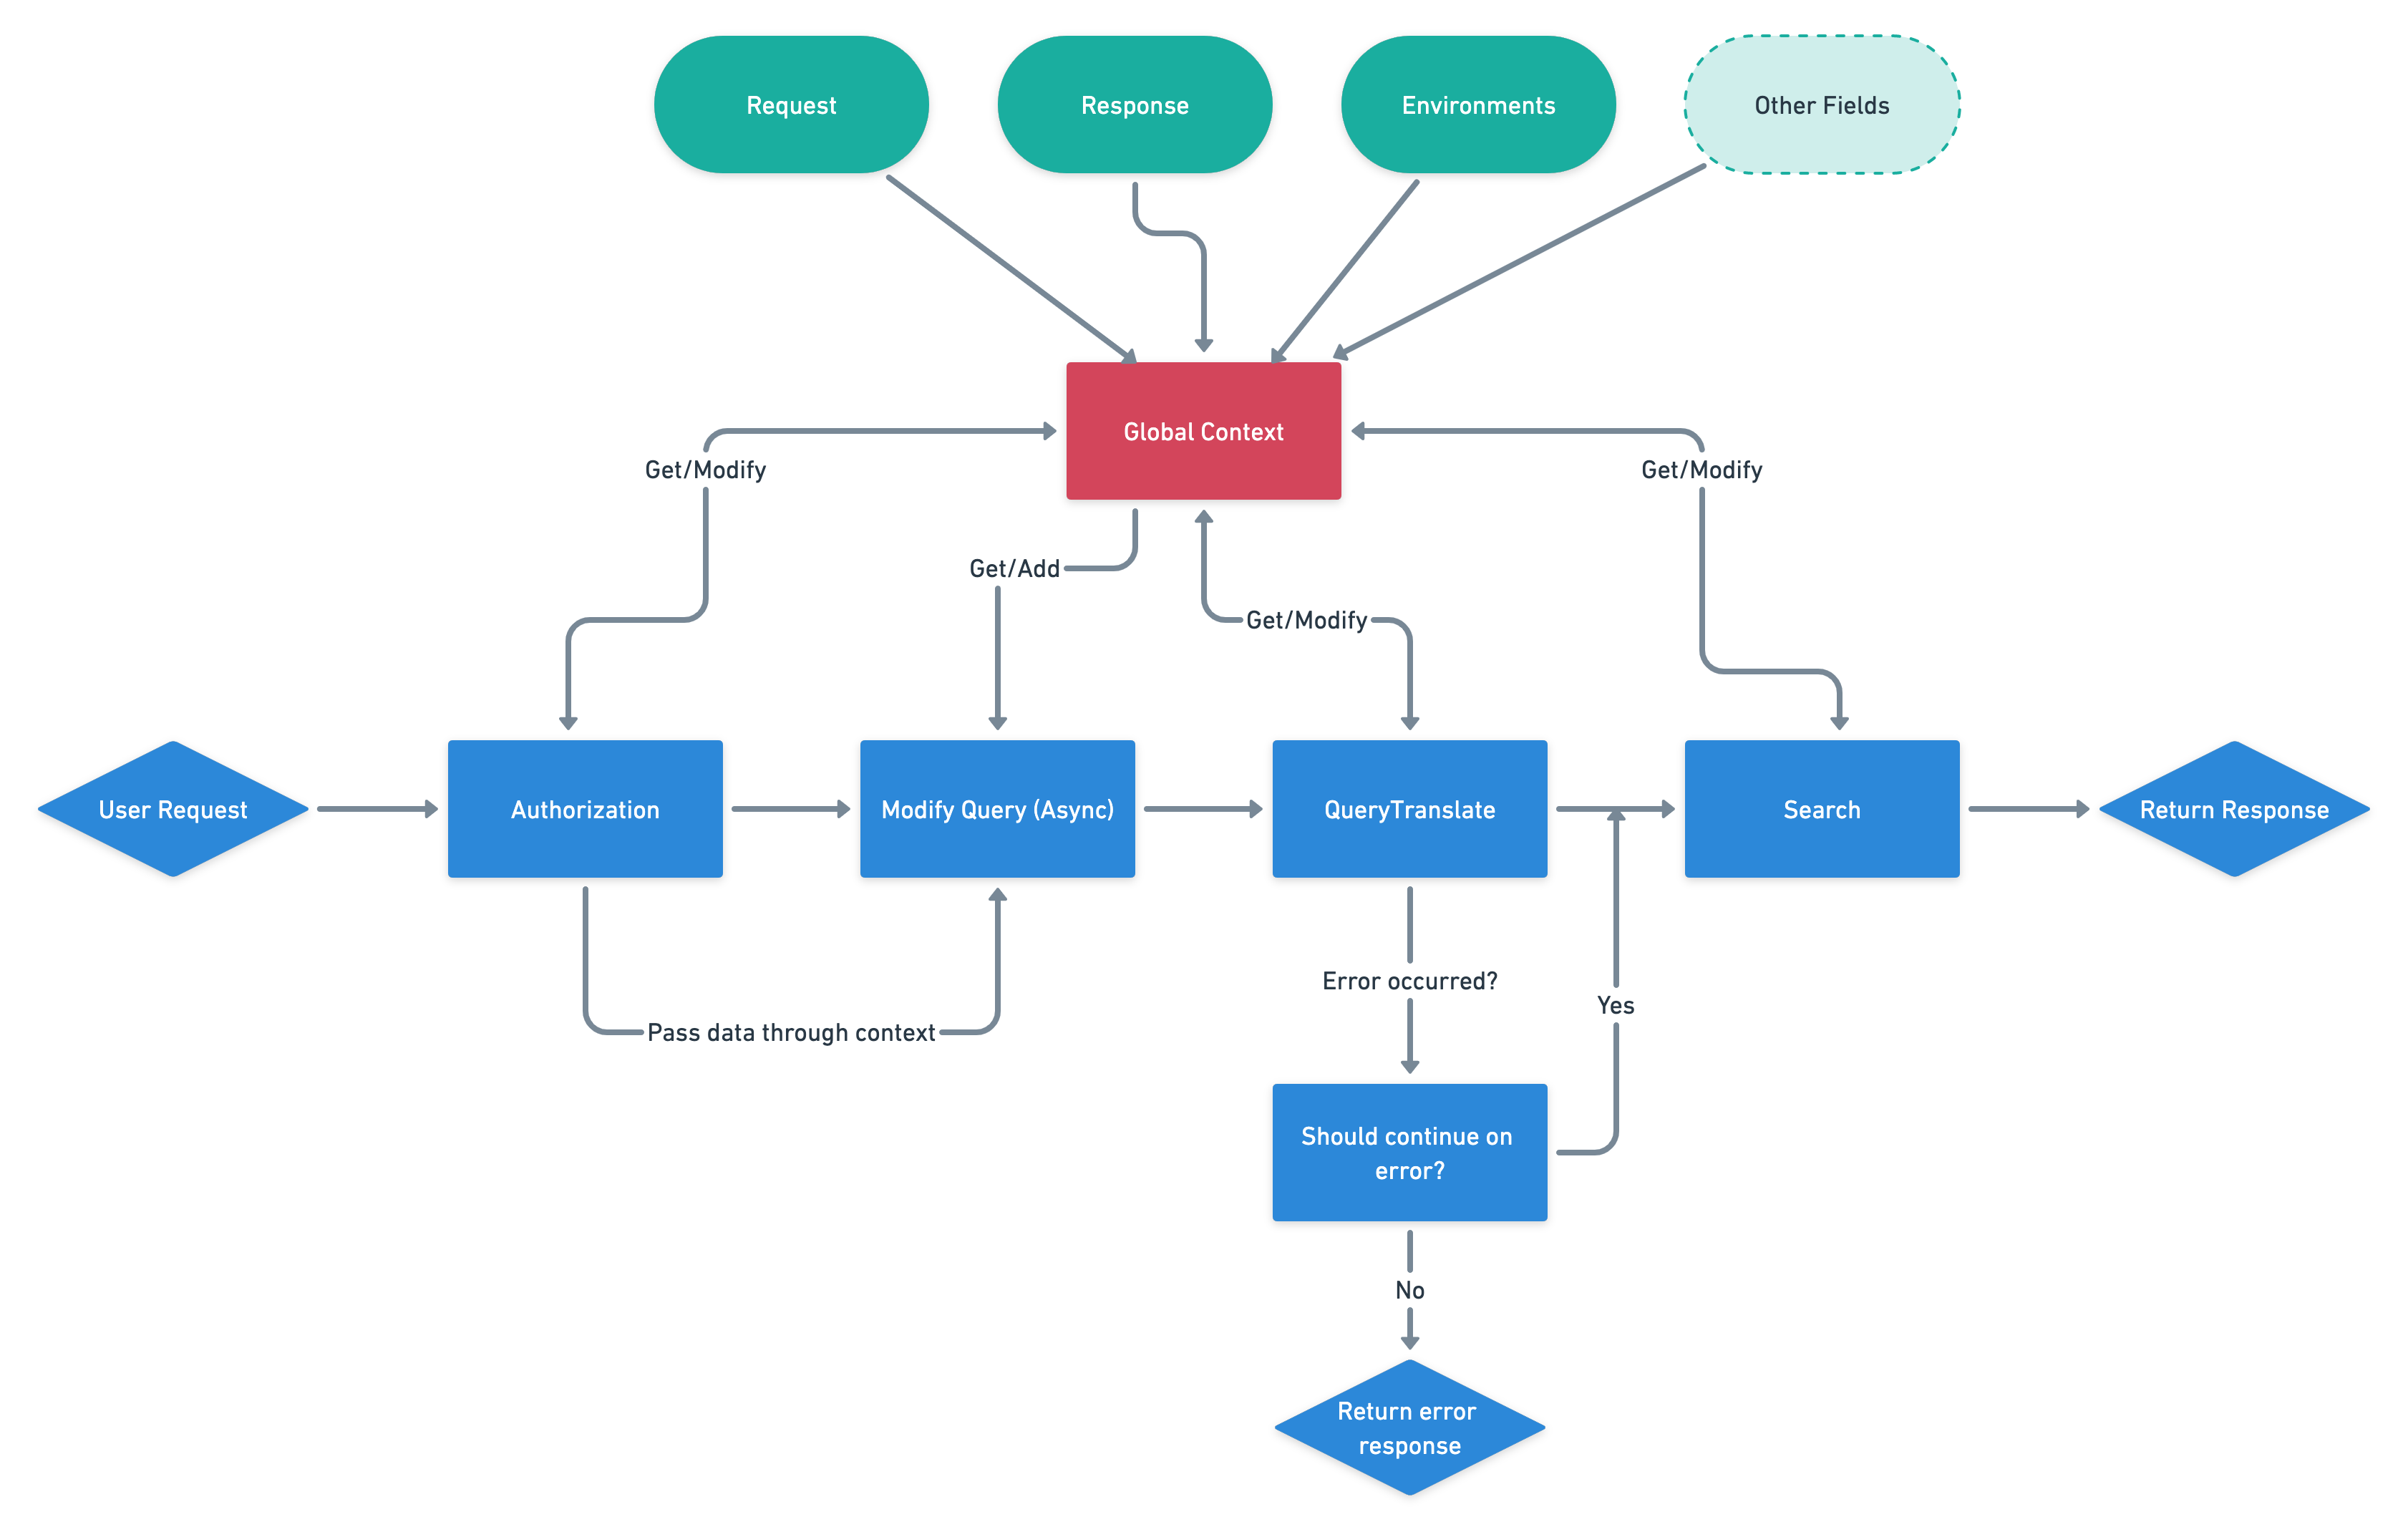 Request
Response
Environments
Other Fields
Global Context
Get/Modify
Get/Modify
Get/Add
Get/Modify
User Request
Authorization
Modify Query (Async)
QueryTranslate
Search
Return Response
Error occurred?
Yes
Pass data through context
Should continue on
error?
No
Return error
response